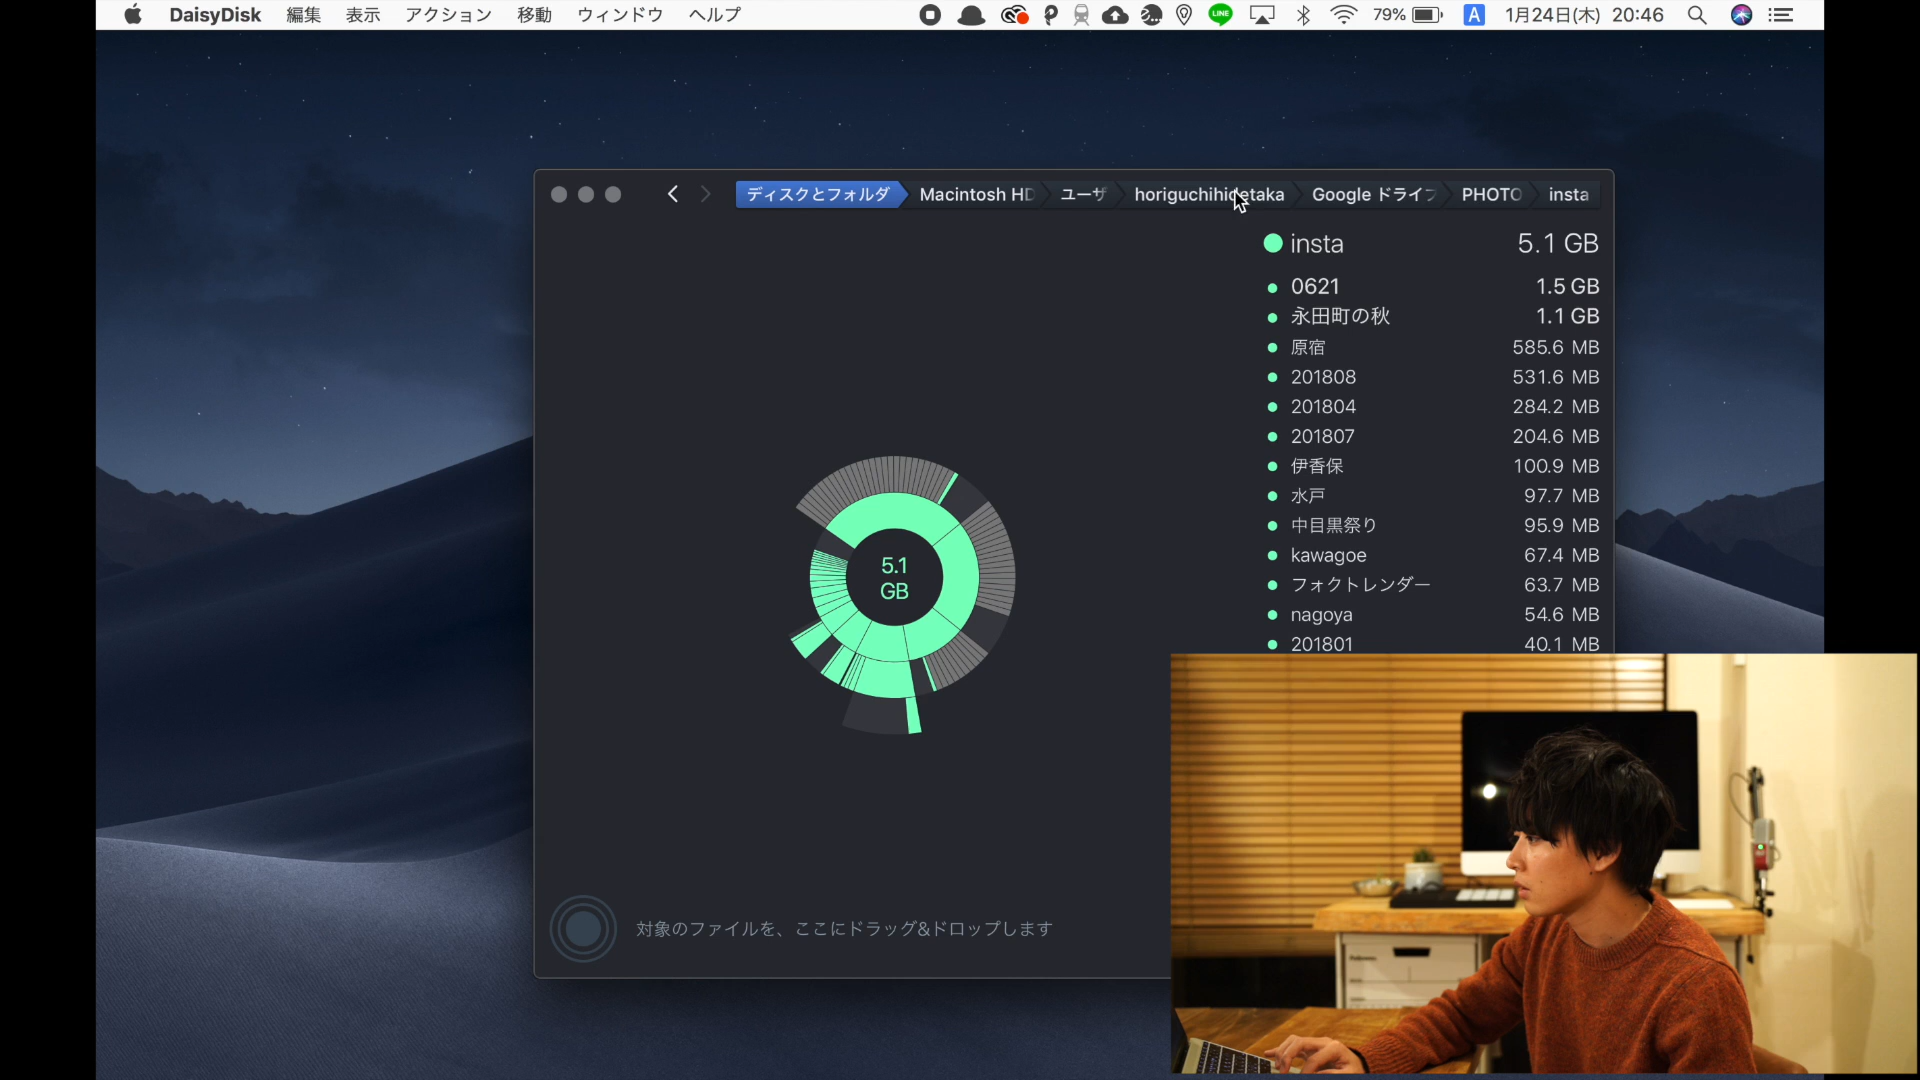 DaisyDisk 編集 表示 アクション 移動 ウィンドウ ヘルプ LINE 79% A 1月24日(木) 20:46
ディスクとフォルダ Macintosh HD ユーザ horiguchihidetaka Google ドライブ PHOTO insta
insta 5.1 GB
0621 1.5 GB
永田町の秋 1.1 GB
原宿 585.6 MB
201808 531.6 MB
201804 284.2 MB
201807 204.6 MB
伊香保 100.9 MB
水戸 97.7 MB
中目黒祭り 95.9 MB
kawagoe 67.4 MB
フォクトレンダー 63.7 MB
nagoya 54.6 MB
201801 40.1 MB
5.1
GB
対象のファイルを、ここにドラッグ&ドロップします